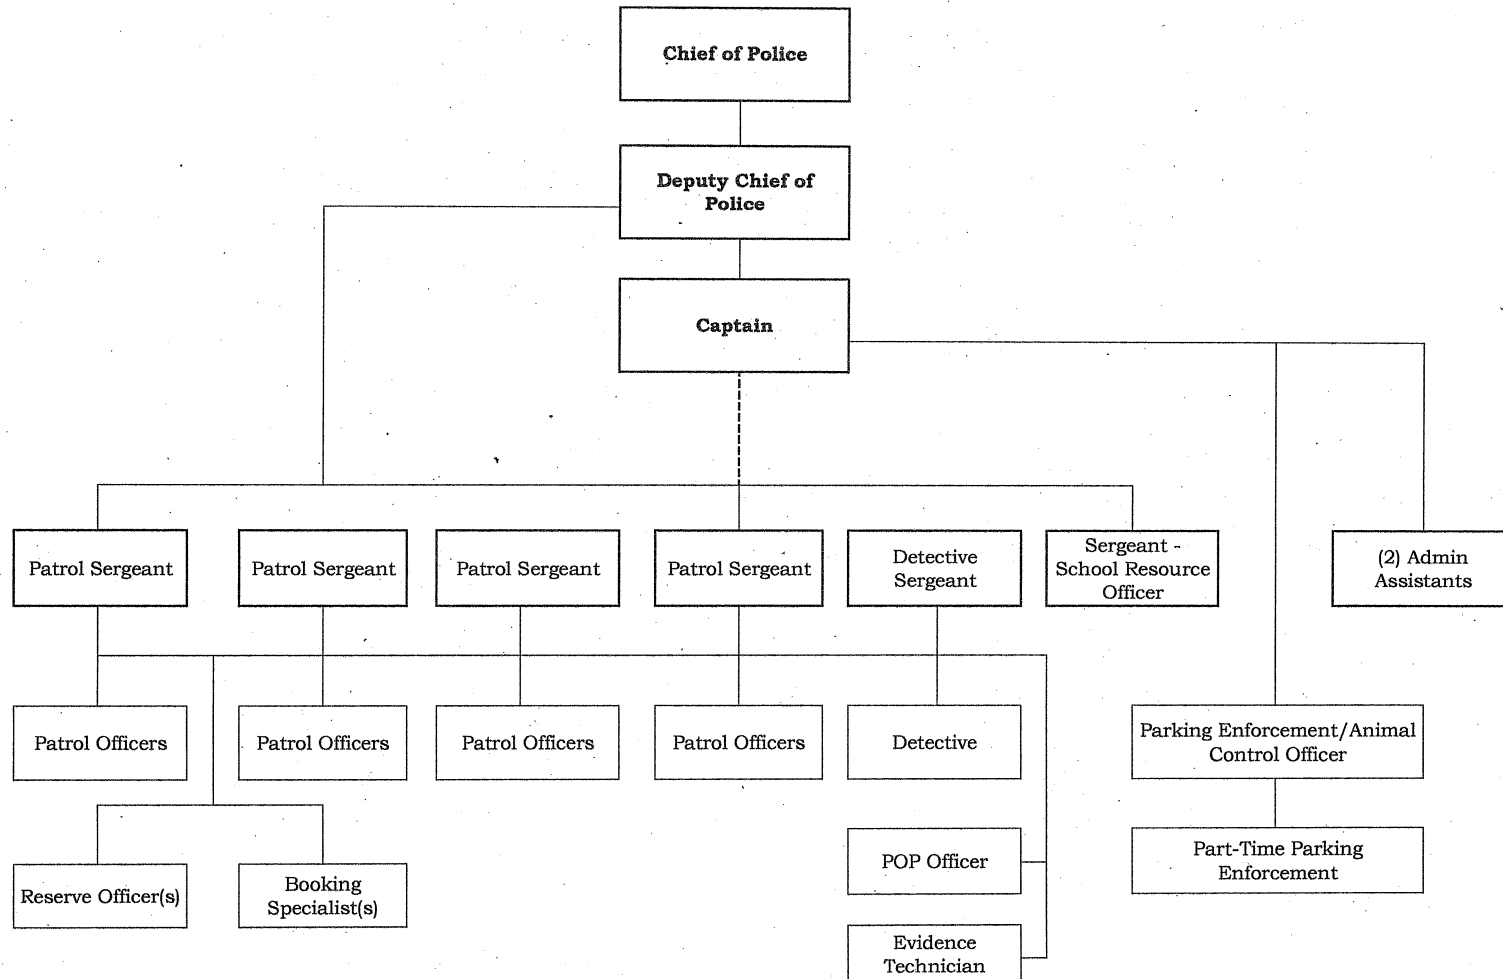 Chief of Police
Deputy Chief of
Police
Captain
Patrol Sergeant
Patrol Sergeant
Patrol Sergeant
Patrol Sergeant
Detective
Sergeant
Sergeant -
School Resource
Officer
(2) Admin
Assistants
Patrol Officers
Patrol Officers
Patrol Officers
Patrol Officers
Detective
Parking Enforcement/Animal
Control Officer
POP Officer
Part-Time Parking
Enforcement
Reserve Officer(s)
Booking
Specialist(s)
Evidence
Technician